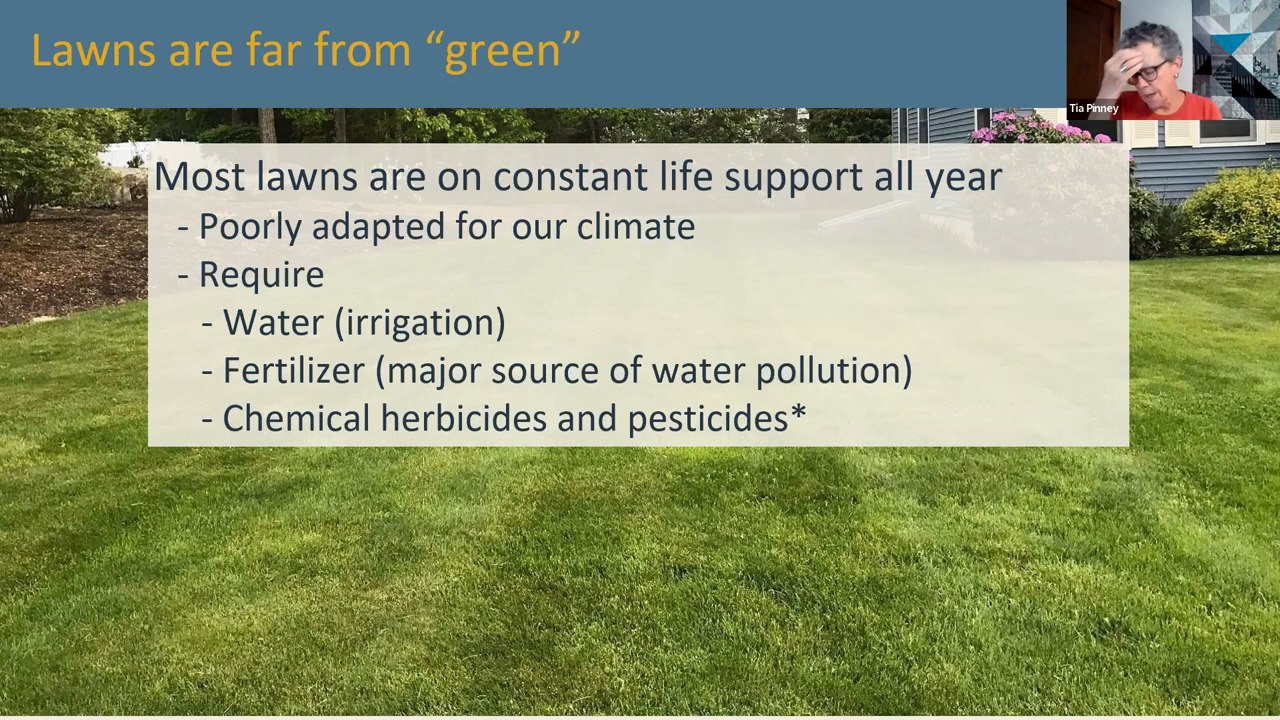 Lawns are far from “green”
Tia Pinney
Most lawns are on constant life support all year
- Poorly adapted for our climate
- Require
- Water (irrigation)
- Fertilizer (major source of water pollution)
- Chemical herbicides and pesticides*